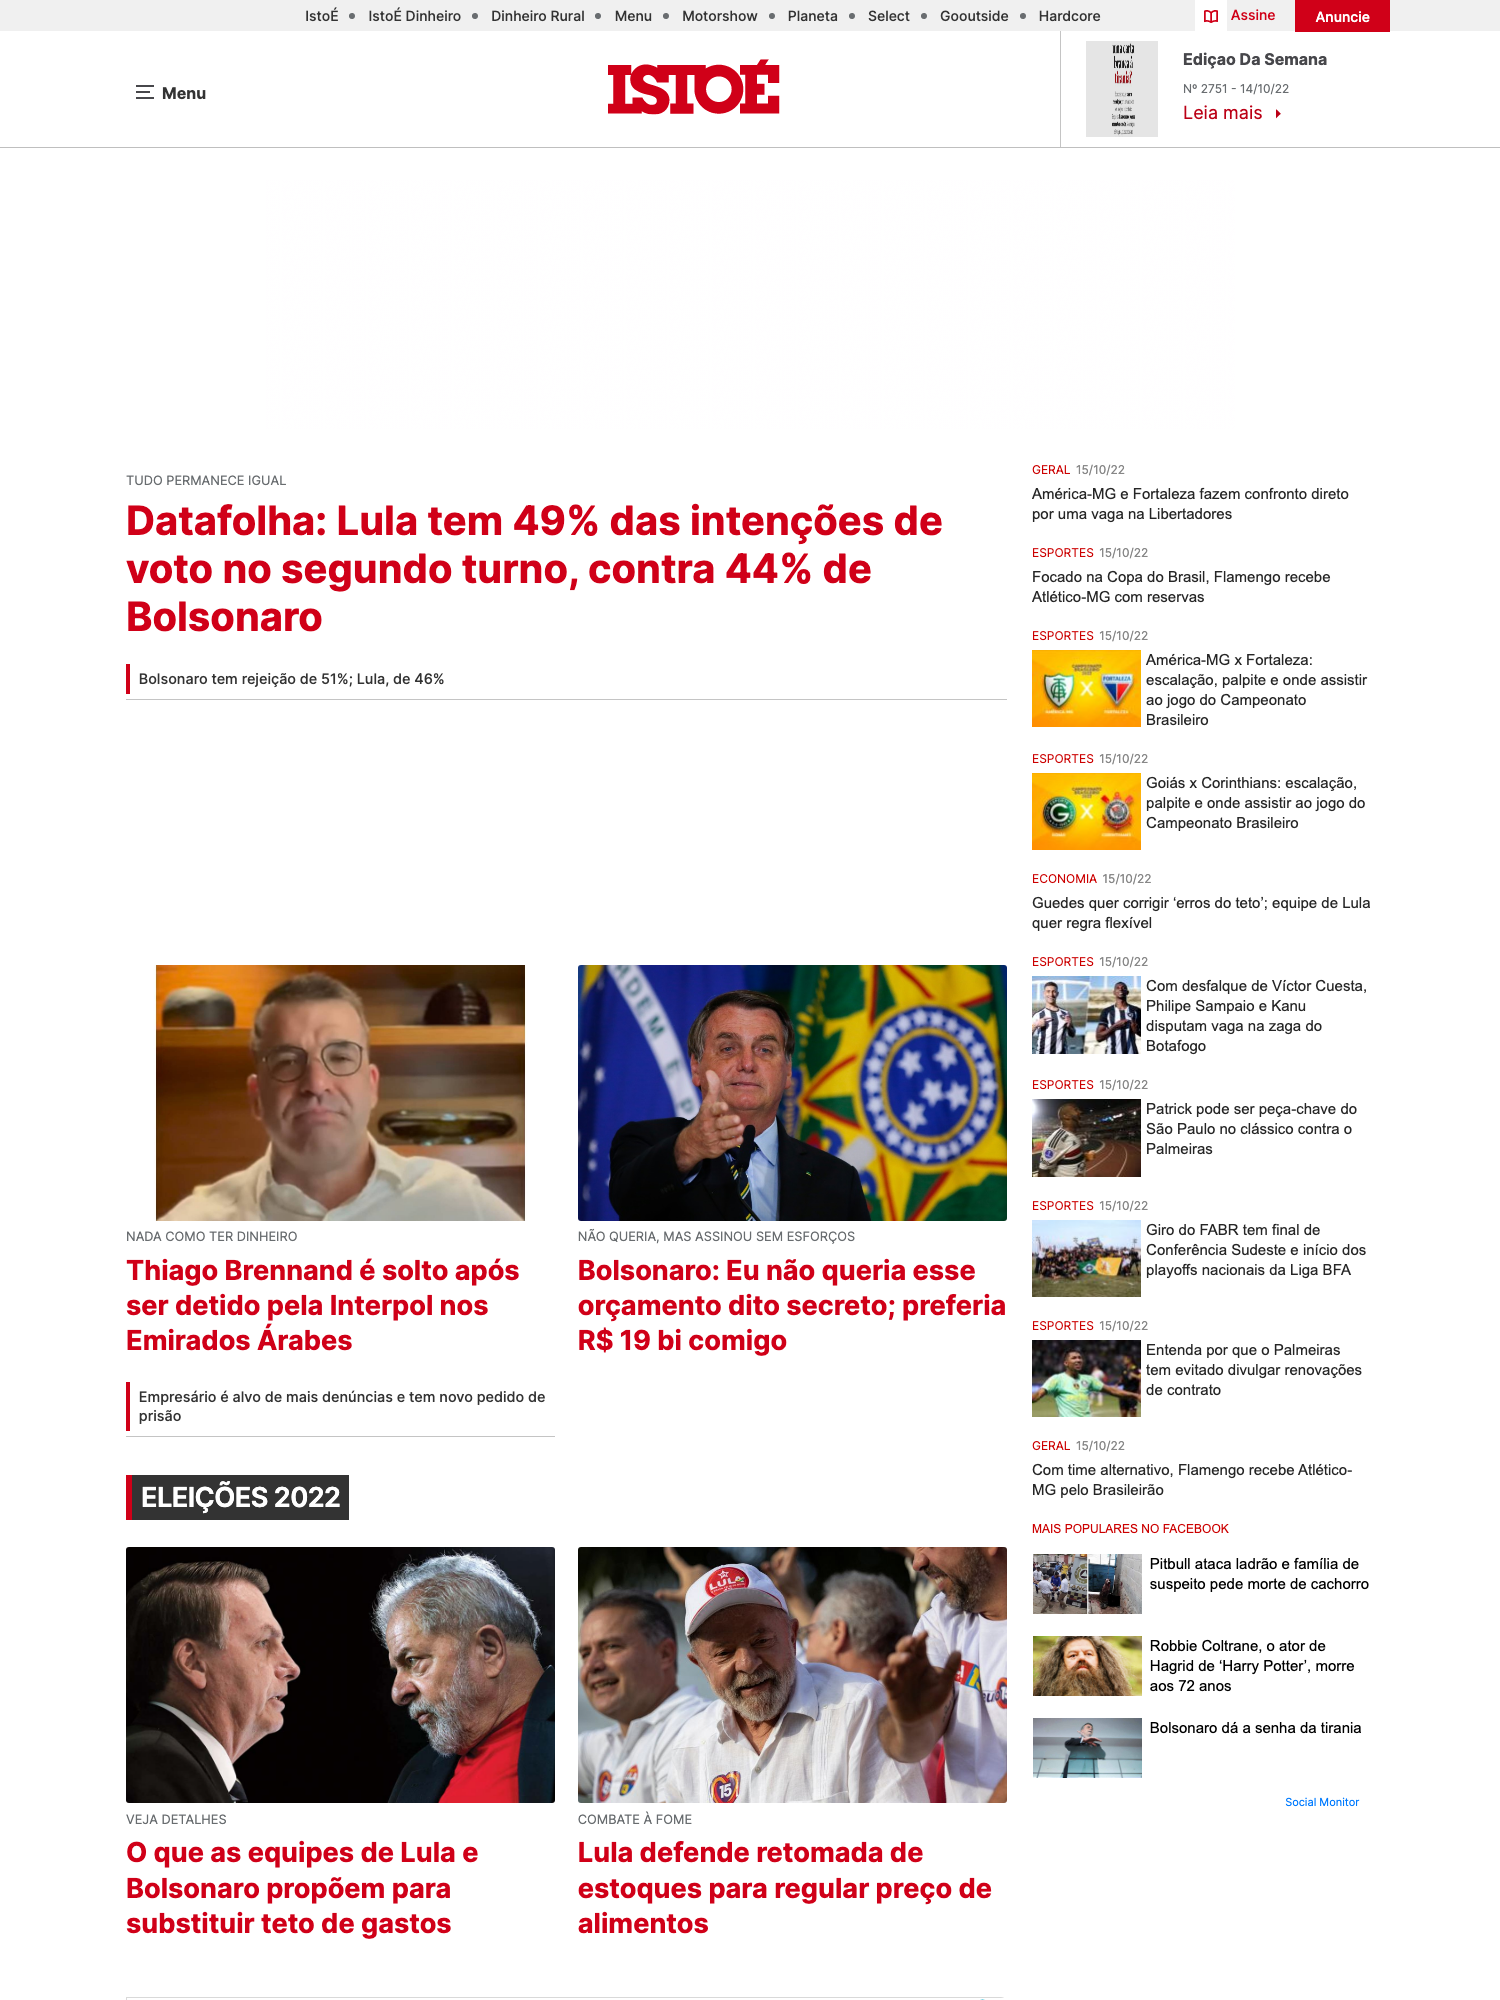 IstoÉ
IstoÉ Dinheiro
Dinheiro Rural
Menu
Motorshow
Planeta
Select
Gooutside
Hardcore
Assine
Anuncie
Menu
ISTOÉ
branca à
tirania?
Ediçao Da Semana
Nº 2751 - 14/10/22
Leia mais
TUDO PERMANECE IGUAL
Datafolha: Lula tem 49% das intenções de
voto no segundo turno, contra 44% de
Bolsonaro
Bolsonaro tem rejeição de 51%; Lula, de 46%
NADA COMO TER DINHEIRO
Thiago Brennand é solto após
ser detido pela Interpol nos
Emirados Árabes
Empresário é alvo de mais denúncias e tem novo pedido de
prisão
NÃO QUERIA, MAS ASSINOU SEM ESFORÇOS
Bolsonaro: Eu não queria esse
orçamento dito secreto; preferia
R$ 19 bi comigo
ELEIÇÕES 2022
VEJA DETALHES
O que as equipes de Lula e
Bolsonaro propõem para
substituir teto de gastos
LULA
15
COMBATE À FOME
Lula defende retomada de
estoques para regular preço de
alimentos
GERAL 15/10/22
América-MG e Fortaleza fazem confronto direto
por uma vaga na Libertadores
ESPORTES 15/10/22
Focado na Copa do Brasil, Flamengo recebe
Atlético-MG com reservas
ESPORTES 15/10/22
FORTALEZA
X
América-MG x Fortaleza:
escalação, palpite e onde assistir
ao jogo do Campeonato
Brasileiro
ESPORTES 15/10/22
G X
Goiás x Corinthians: escalação,
palpite e onde assistir ao jogo do
Campeonato Brasileiro
ECONOMIA 15/10/22
Guedes quer corrigir ‘erros do teto’; equipe de Lula
quer regra flexível
ESPORTES 15/10/22
Com desfalque de Víctor Cuesta,
Philipe Sampaio e Kanu
disputam vaga na zaga do
Botafogo
ESPORTES 15/10/22
Patrick pode ser peça-chave do
São Paulo no clássico contra o
Palmeiras
ESPORTES 15/10/22
Giro do FABR tem final de
Conferência Sudeste e início dos
playoffs nacionais da Liga BFA
ESPORTES 15/10/22
Entenda por que o Palmeiras
tem evitado divulgar renovações
de contrato
GERAL 15/10/22
Com time alternativo, Flamengo recebe Atlético-
MG pelo Brasileirão
MAIS POPULARES NO FACEBOOK
Pitbull ataca ladrão e família de
suspeito pede morte de cachorro
Robbie Coltrane, o ator de
Hagrid de ‘Harry Potter’, morre
aos 72 anos
Bolsonaro dá a senha da tirania
Social Monitor